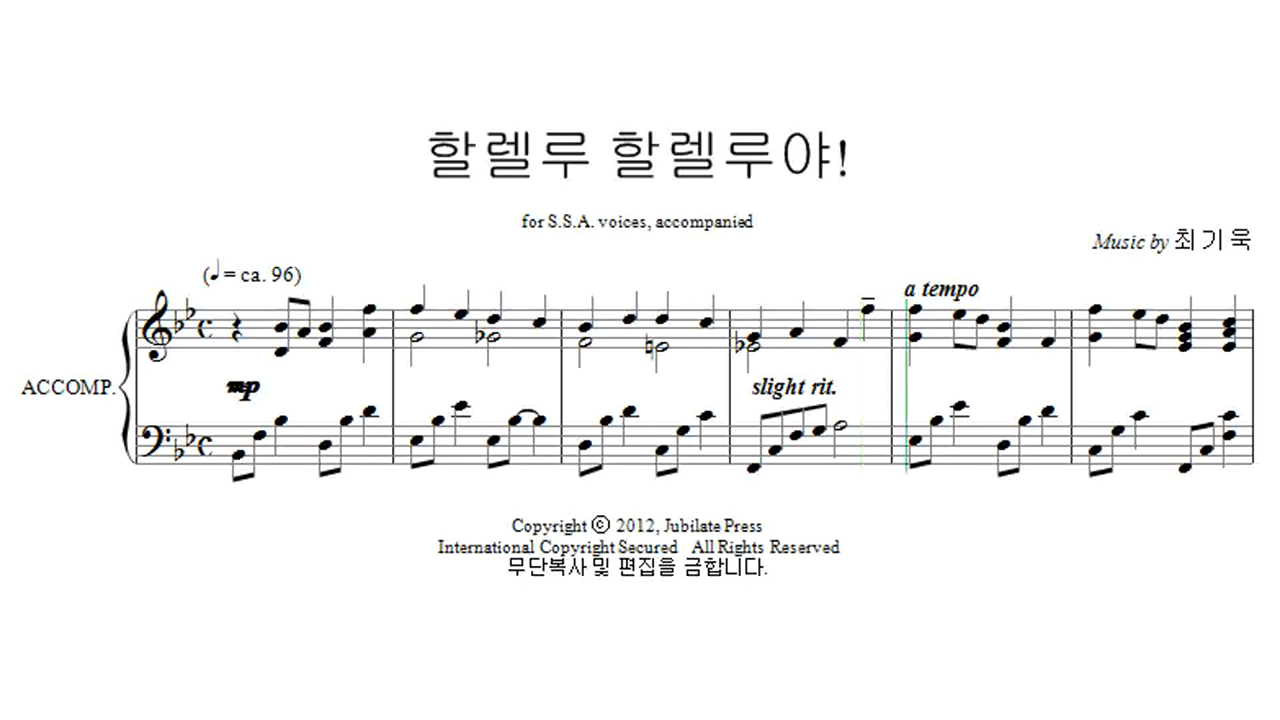 할렐루 할렐루야!
for S.S.A. voices, accompanied
Music by 최 기 욱
(♩= ca. 96)
a tempo
ACCOMP.
mp
slight rit.
Copyright ⓒ 2012, Jubilate Press
International Copyright Secured All Rights Reserved
무단복사 및 편집을 금합니다.